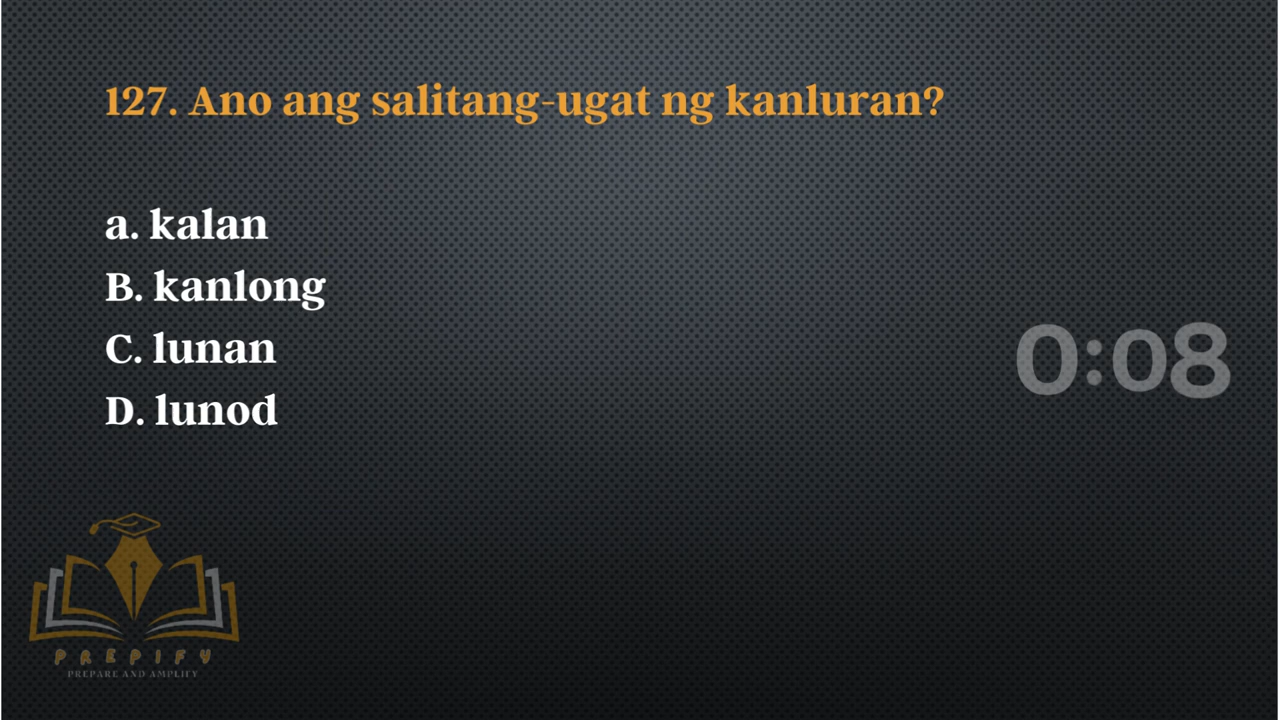 127. Ano ang salitang-ugat ng kanluran?
a. kalan
B. kanlong
C. lunan
D. lunod
0:08
PREPIFY
PREPARE AND AMPLIFY